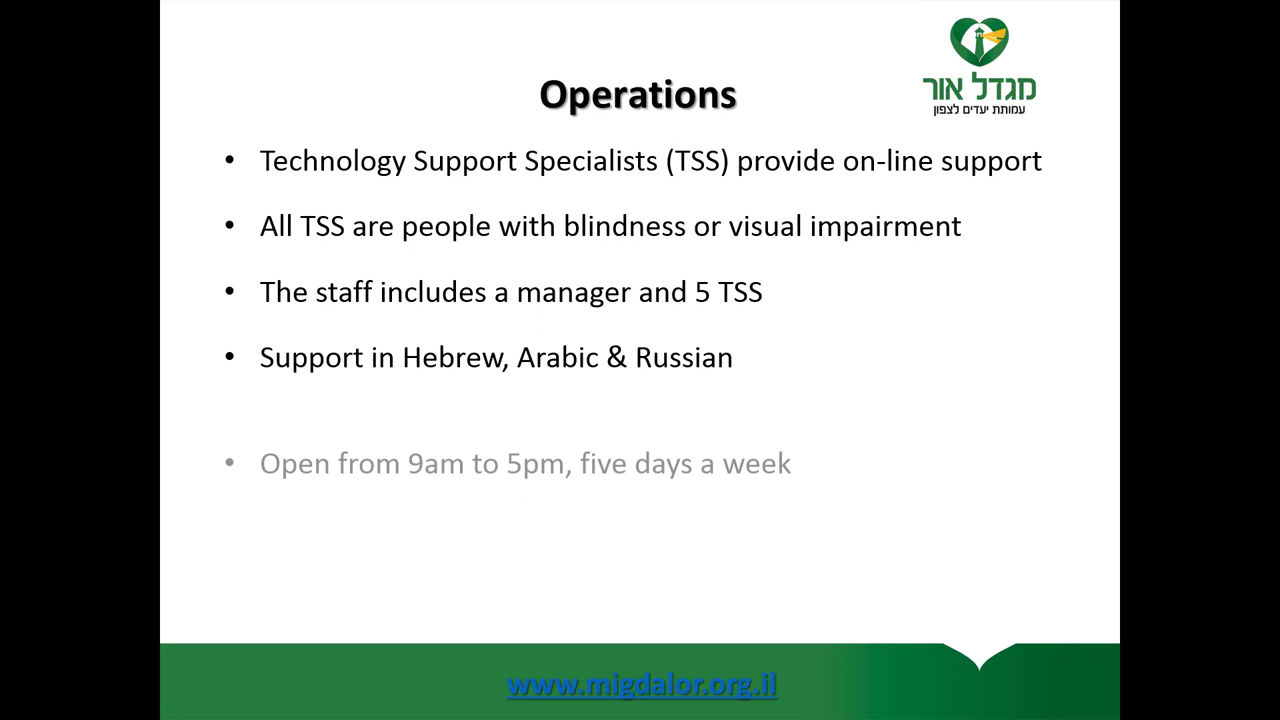 מגדל אור
עמותת יעדים לצפון
Operations
• Technology Support Specialists (TSS) provide on-line support
• All TSS are people with blindness or visual impairment
• The staff includes a manager and 5 TSS
• Support in Hebrew, Arabic & Russian
• Open from 9am to 5pm, five days a week
www.migdalor.org.il